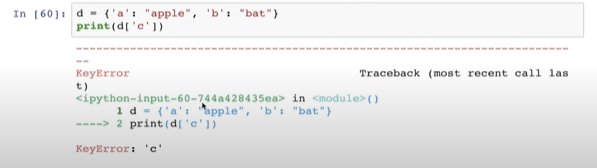 In [60]: d = {'a': "apple", 'b': "bat"}
print(d['c'])
---------------------------------------------------------------------------
KeyError Traceback (most recent call las
t)
<ipython-input-60-744a428435ea> in <module>()
1 d = {'a': "apple", 'b': "bat"}
----> 2 print(d['c'])
KeyError: 'c'